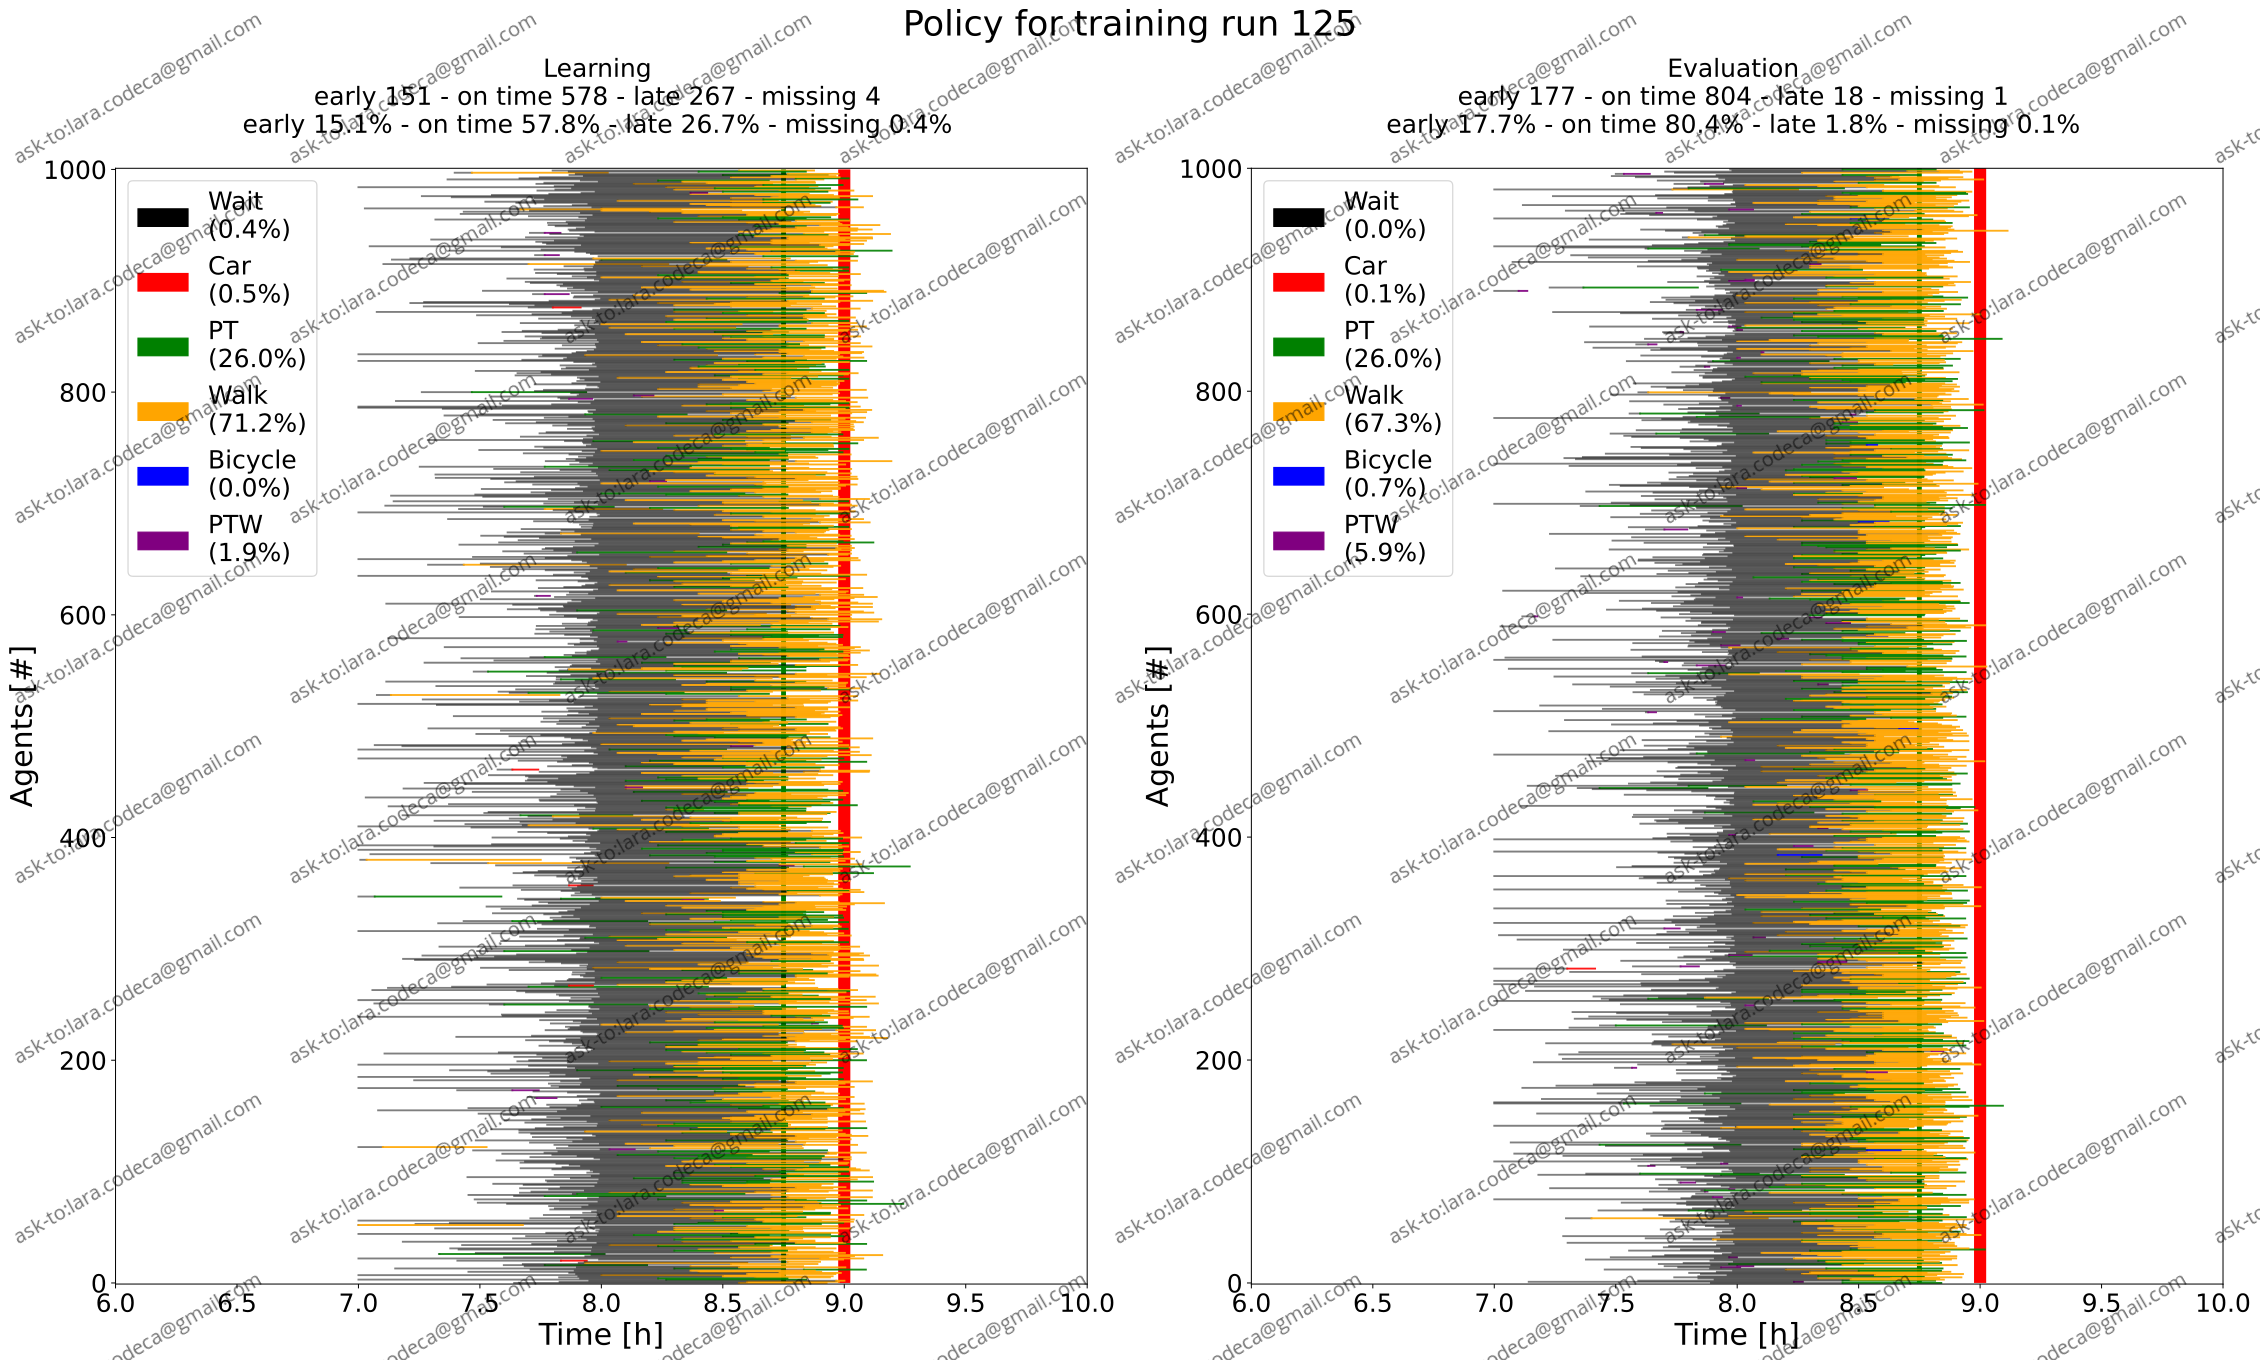 Policy for training run 125
Learning
early 151 - on time 578 - late 267 - missing 4
early 15.1% - on time 57.8% - late 26.7% - missing 0.4%
Evaluation
early 177 - on time 804 - late 18 - missing 1
early 17.7% - on time 80.4% - late 1.8% - missing 0.1%
Agents [#]
1000
800
600
400
200
0
Wait
(0.4%)
Car
(0.5%)
PT
(26.0%)
Walk
(71.2%)
Bicycle
(0.0%)
PTW
(1.9%)
6.0 6.5 7.0 7.5 8.0 8.5 9.0 9.5 10.0
Time [h]
Agents [#]
1000
800
600
400
200
0
Wait
(0.0%)
Car
(0.1%)
PT
(26.0%)
Walk
(67.3%)
Bicycle
(0.7%)
PTW
(5.9%)
6.0 6.5 7.0 7.5 8.0 8.5 9.0 9.5 10.0
Time [h]
ask-to:lara.codeca@gmail.com